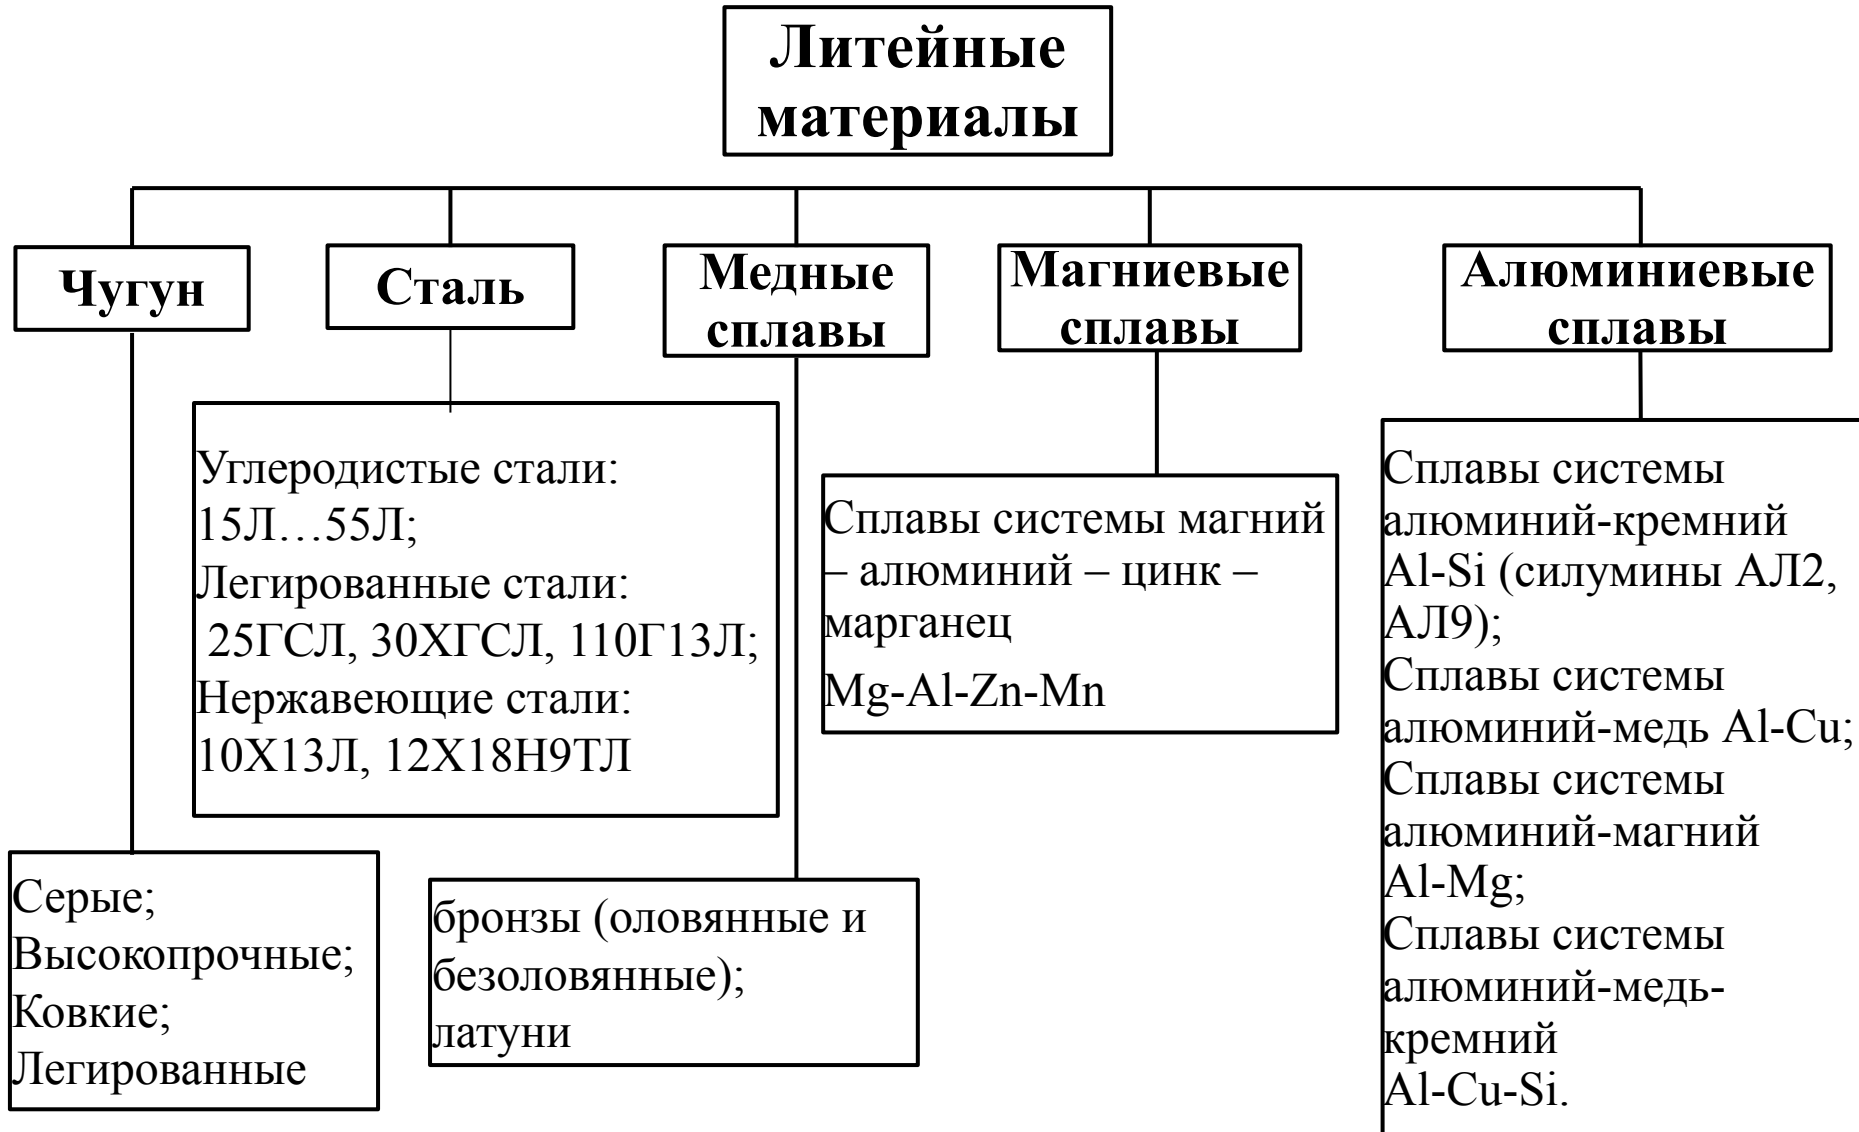 Литейные
материалы
Чугун
Сталь
Медные
сплавы
Магниевые
сплавы
Алюминиевые
сплавы
Углеродистые стали:
15Л…55Л;
Легированные стали:
25ГСЛ, 30ХГСЛ, 110Г13Л;
Нержавеющие стали:
10Х13Л, 12Х18Н9ТЛ
Сплавы системы магний
– алюминий – цинк –
марганец
Mg-Al-Zn-Mn
Сплавы системы
алюминий-кремний
Al-Si (силумины АЛ2,
АЛ9);
Сплавы системы
алюминий-медь Al-Cu;
Сплавы системы
алюминий-магний
Al-Mg;
Сплавы системы
алюминий-медь-
кремний
Al-Cu-Si.
Серые;
Высокопрочные;
Ковкие;
Легированные
бронзы (оловянные и
безоловянные);
латуни